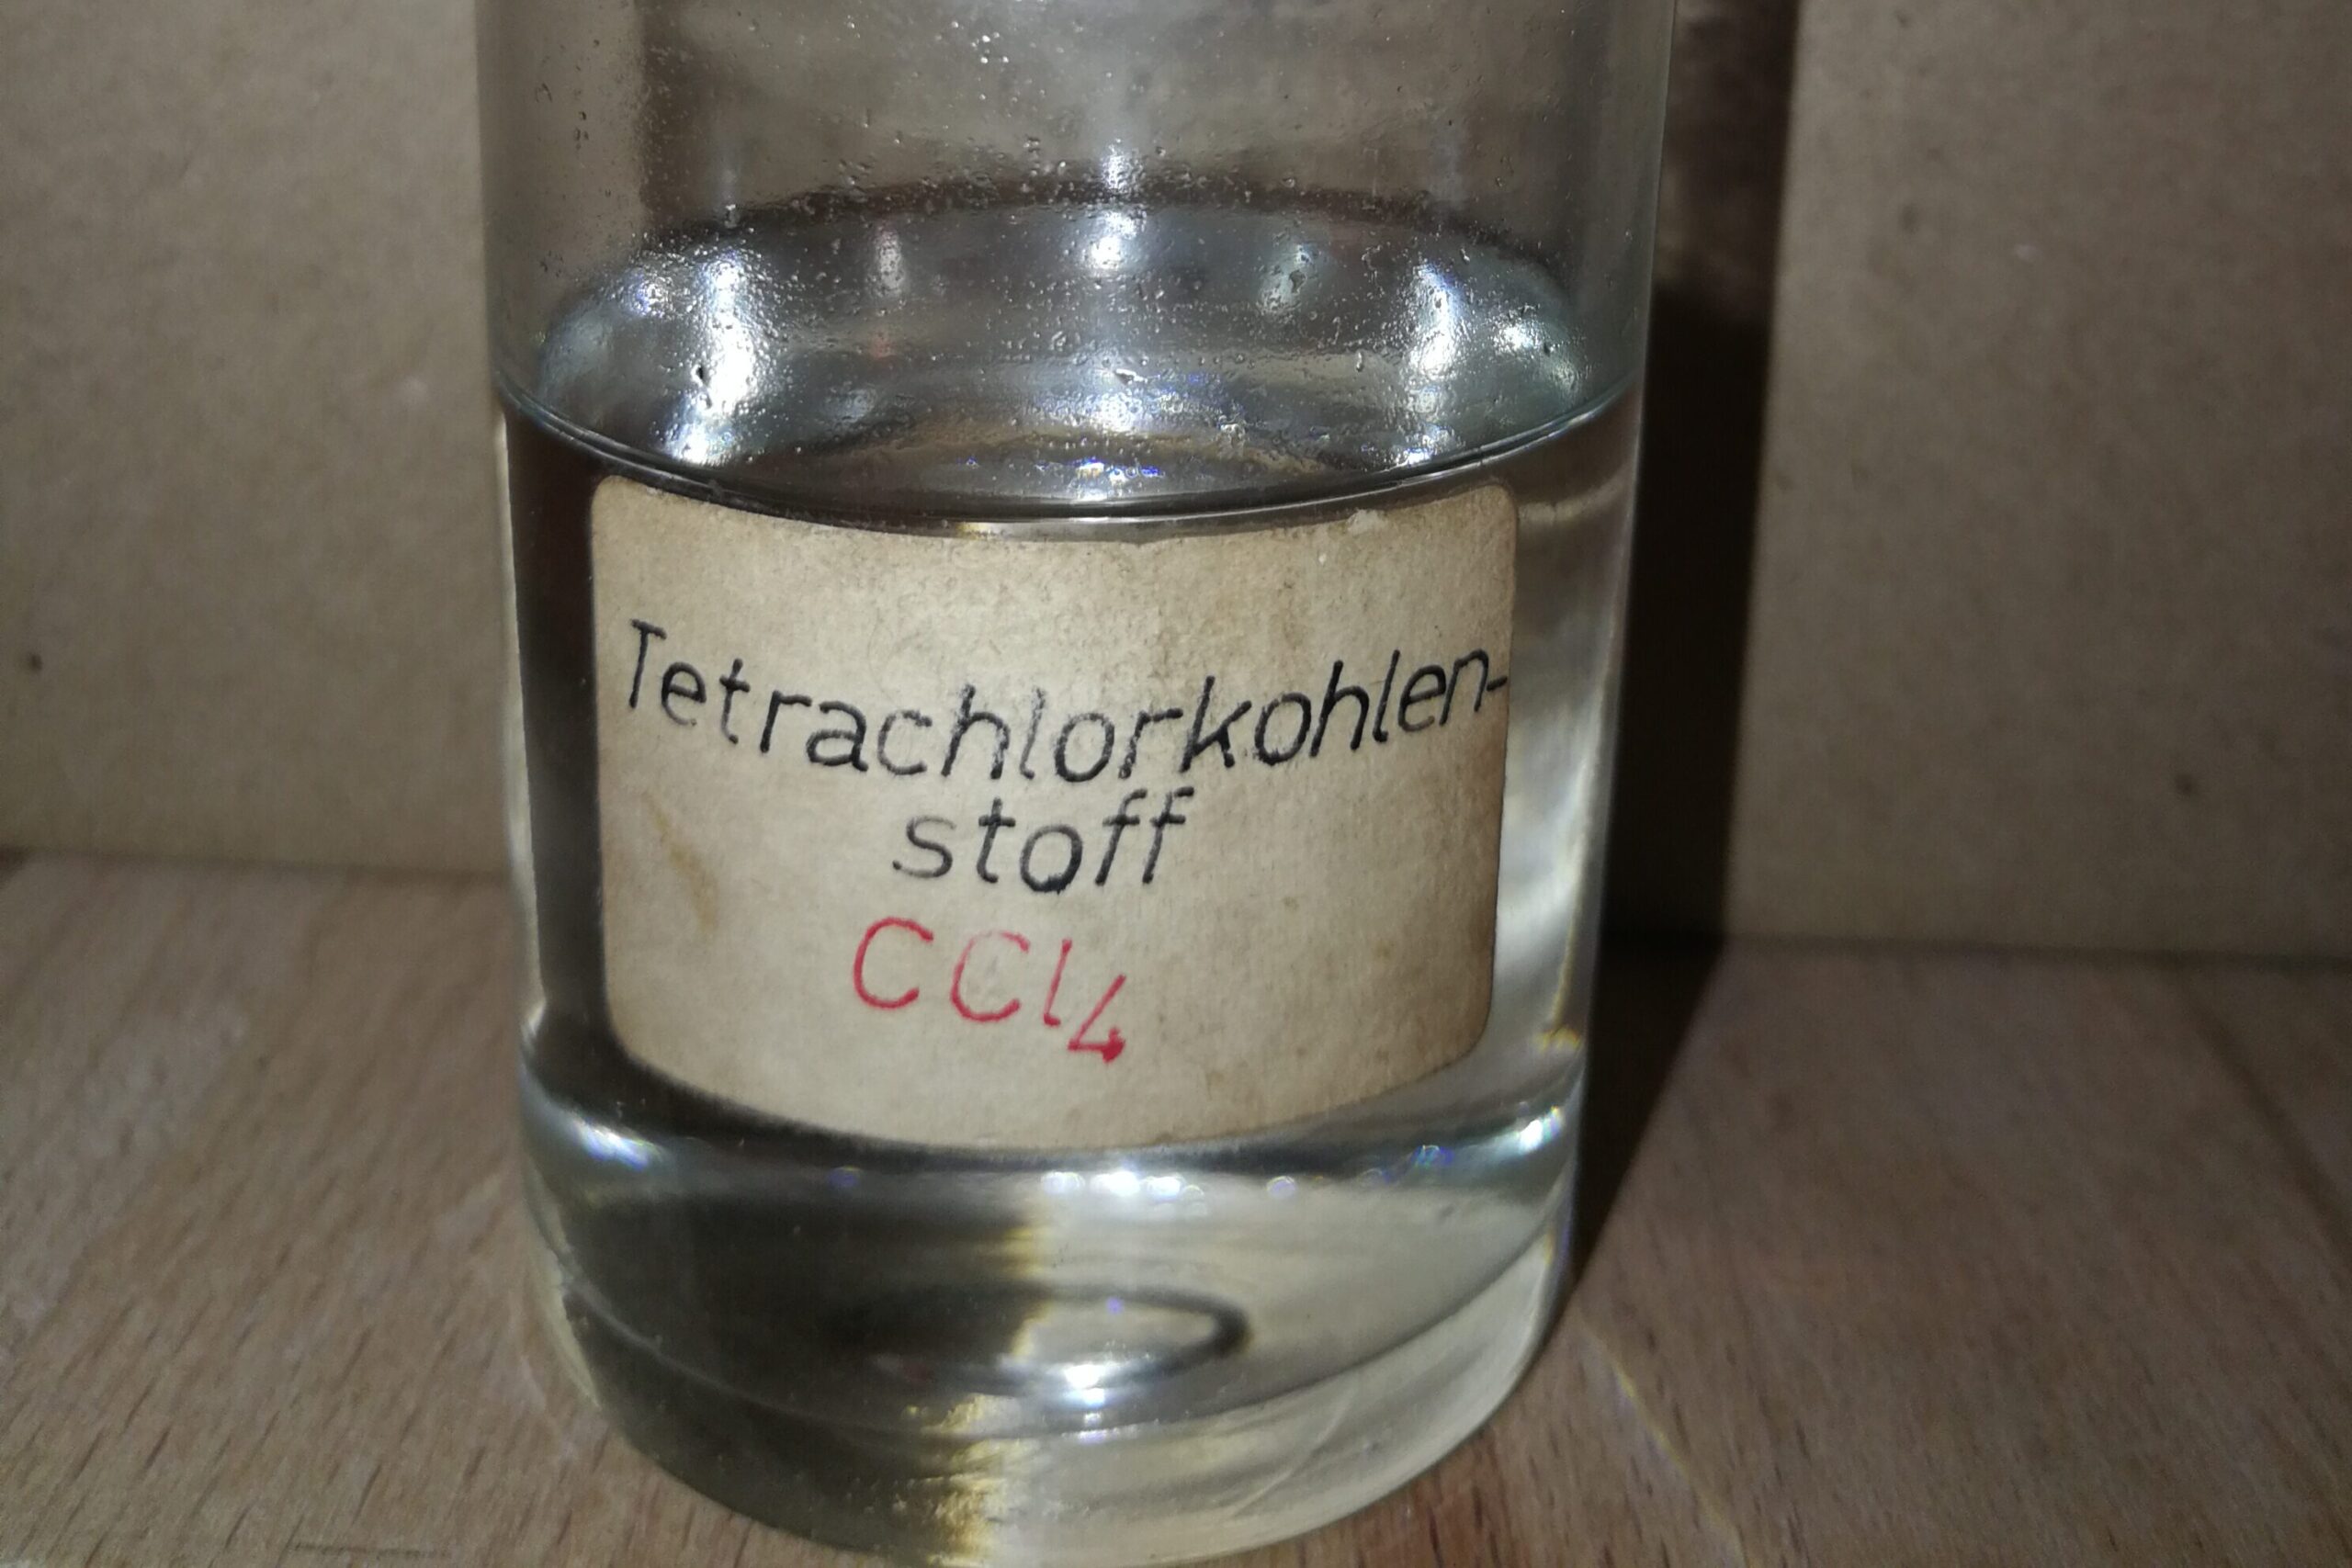 Tetrachlorkohlen-
stoff
CCl₄